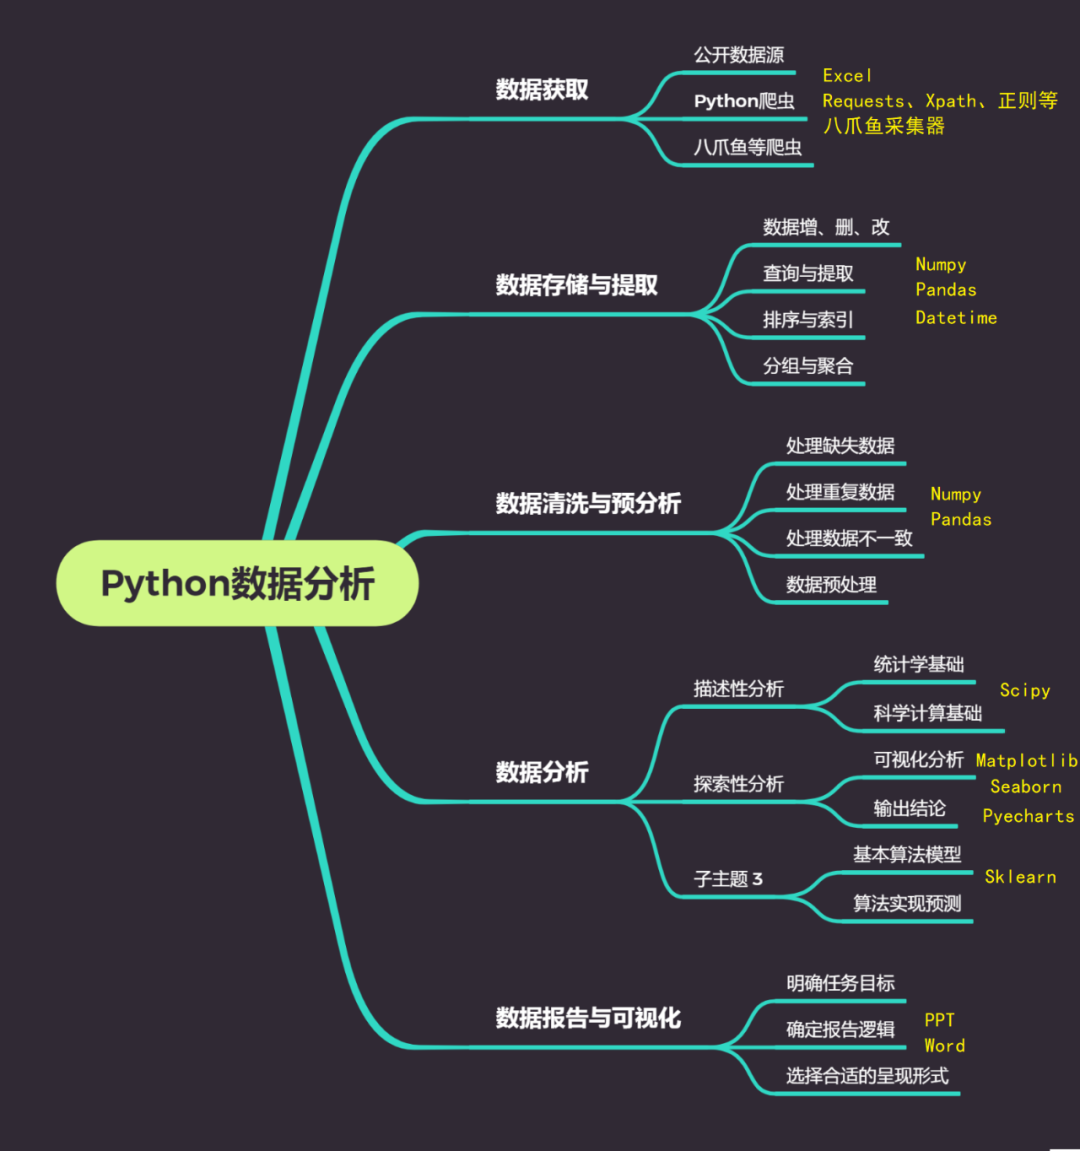 公开数据源
数据获取
Excel
Python爬虫
Requests、Xpath、正则等
八爪鱼采集器
八爪鱼等爬虫
数据增、删、改
Numpy
查询与提取
数据存储与提取
Pandas
排序与索引
Datetime
分组与聚合
处理缺失数据
处理重复数据
Numpy
数据清洗与预分析
Pandas
处理数据不一致
数据预处理
Python数据分析
统计学基础
描述性分析
Scipy
科学计算基础
可视化分析
Matplotlib
数据分析
探索性分析
Seaborn
输出结论
Pyecharts
基本算法模型
子主题 3
Sklearn
算法实现预测
明确任务目标
数据报告与可视化
PPT
确定报告逻辑
Word
选择合适的呈现形式